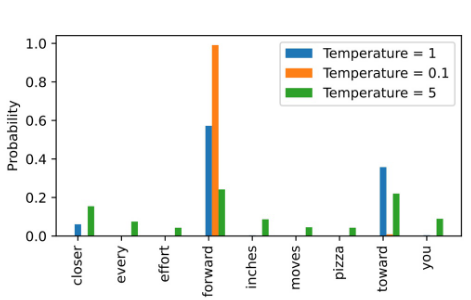 Temperature = 1
Temperature = 0.1
Temperature = 5
Probability
1.0
0.8
0.6
0.4
0.2
0.0
closer
every
effort
forward
inches
moves
pizza
toward
you